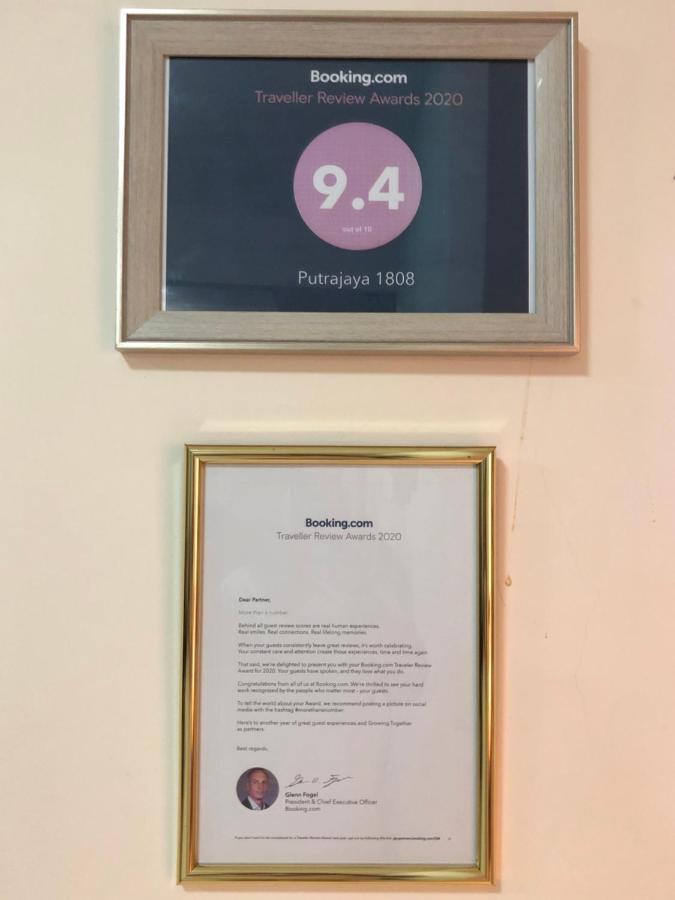 Booking.com
Traveller Review Awards 2020
9.4
out of 10
Putrajaya 1808
Booking.com
Traveller Review Awards 2020
Dear Partner,
More than a number.
Behind all guest review scores are real human experiences.
Real smiles. Real connections. Real lifelong memories.
When your guests consistently leave great reviews, it's worth celebrating.
Your constant care and attention create those experiences, time and time again.
That said, we're delighted to present you with your Booking.com Traveler Review
Award for 2020. Your guests have spoken, and they love what you do.
Congratulations from all of us at Booking.com. We're thrilled to see your hard
work recognised by the people who matter most - your guests.
To tell the world about your Award, we recommend posting a picture on social
media with the hashtag #morethananumber.
Here's to another year of great guest experiences and Growing Together
as partners.
Best regards,
Glenn Fogel
President & Chief Executive Officer
Booking.com